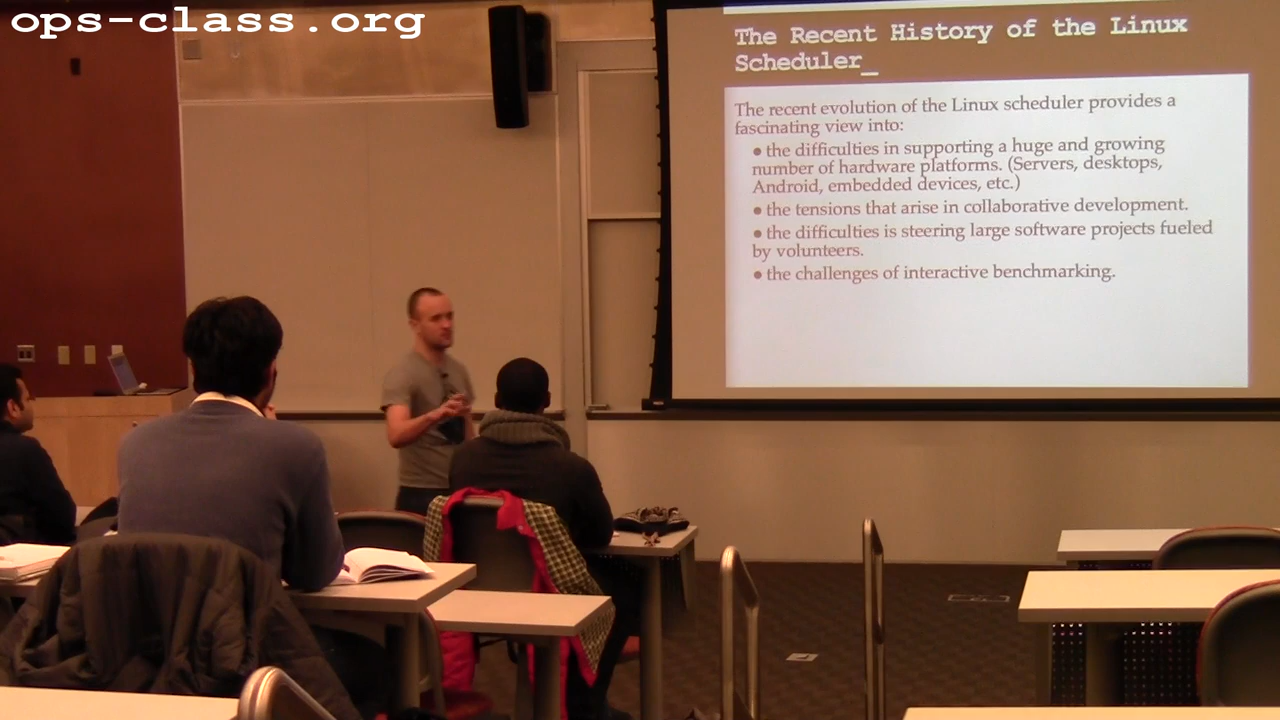 ops-class.org
The Recent History of the Linux
Scheduler_
The recent evolution of the Linux scheduler provides a
fascinating view into:
● the difficulties in supporting a huge and growing
number of hardware platforms. (Servers, desktops,
Android, embedded devices, etc.)
● the tensions that arise in collaborative development.
● the difficulties is steering large software projects fueled
by volunteers.
● the challenges of interactive benchmarking.